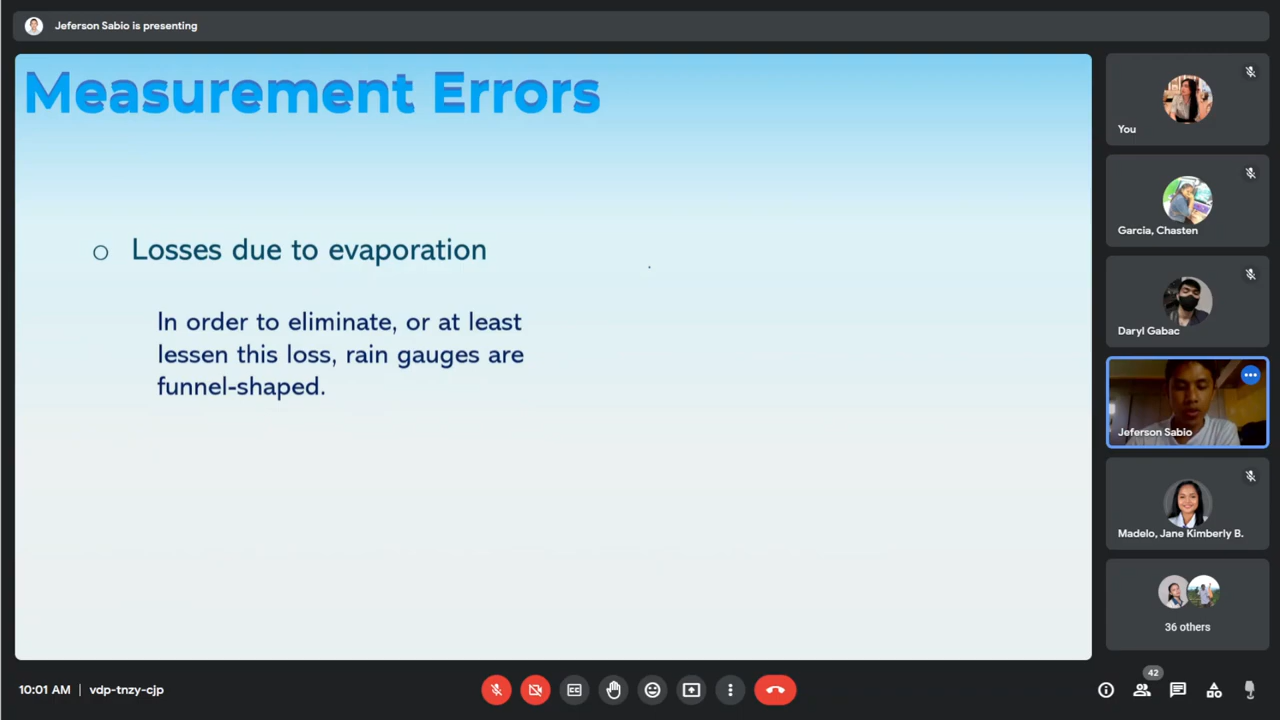 Jeferson Sabio is presenting
Measurement Errors
o Losses due to evaporation
In order to eliminate, or at least
lessen this loss, rain gauges are
funnel-shaped.
You
Garcia, Chasten
Daryl Gabac
Jeferson Sabio
Madelo, Jane Kimberly B.
36 others
10:01 AM | vdp-tnzy-cjp
42